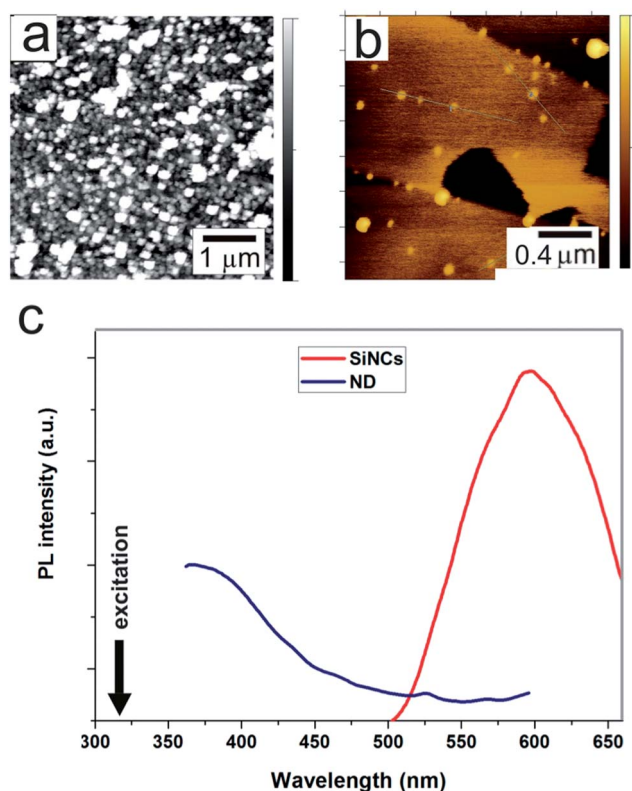 a
b
1 μm
0.4 μm
c
SiNCs
ND
PL intensity (a.u.)
excitation
300 350 400 450 500 550 600 650
Wavelength (nm)